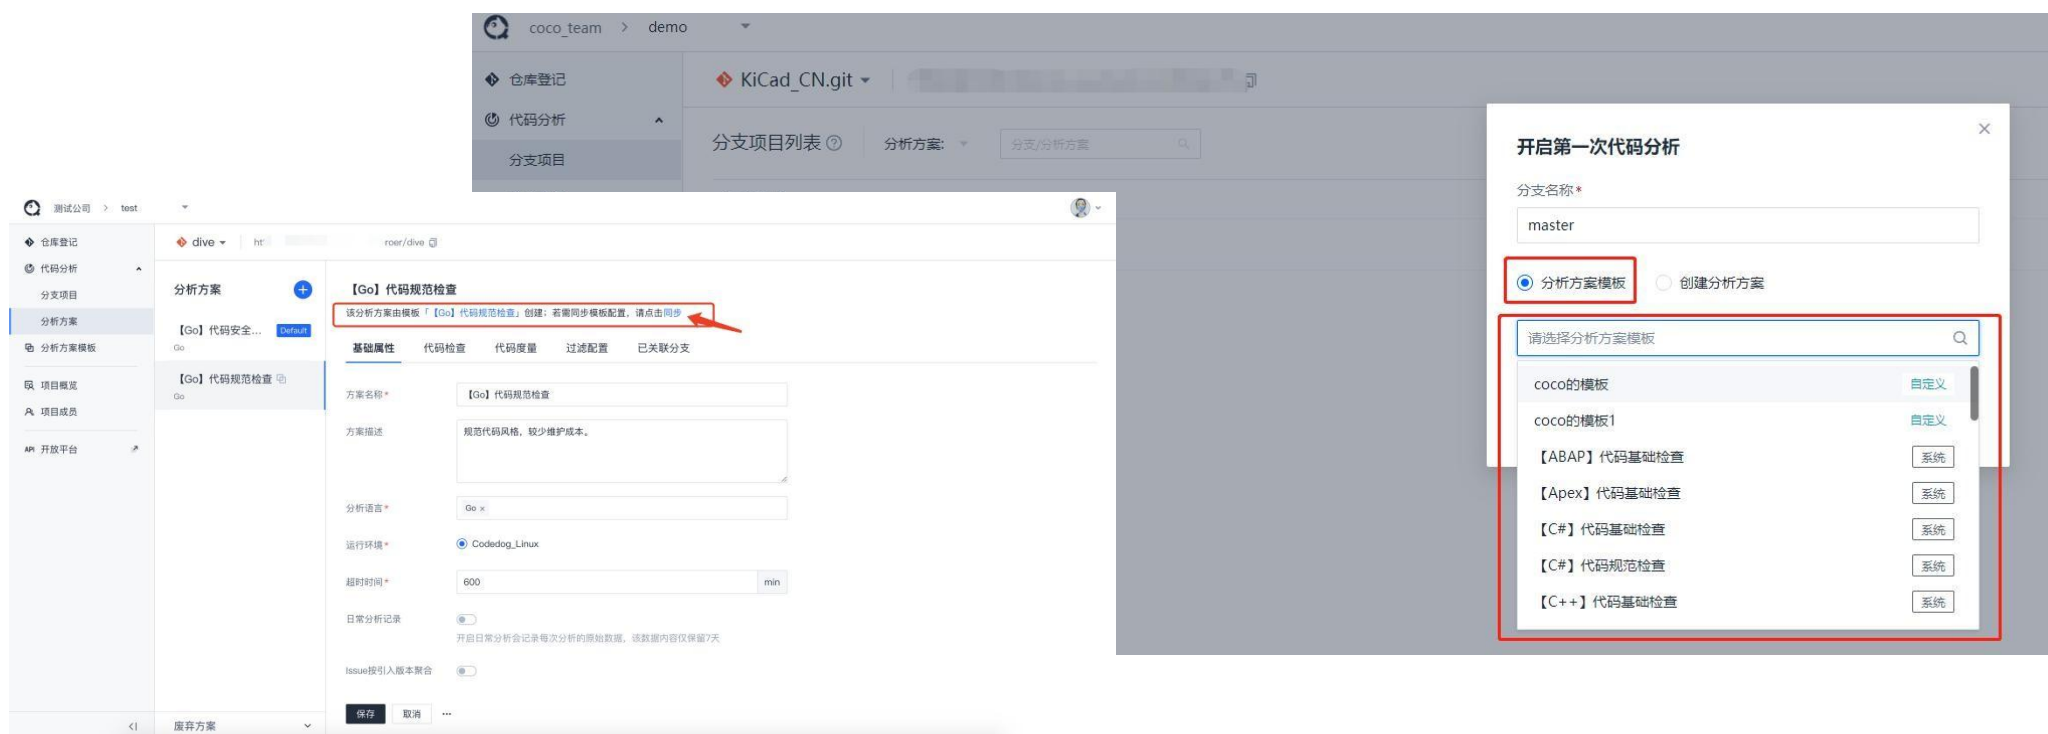 coco_team > demo
仓库登记
代码分析
分支项目
KiCad_CN.git
分支项目列表
分析方案:
分支/分析方案
开启第一次代码分析
分支名称*
master
分析方案模板
创建分析方案
请选择分析方案模板
coco的模板 自定义
coco的模板1 自定义
【ABAP】代码基础检查 系统
【Apex】代码基础检查 系统
【C#】代码基础检查 系统
【C#】代码规范检查 系统
【C++】代码基础检查 系统
测试公司 > test
仓库登记
代码分析
分支项目
分析方案
分析方案模板
项目概览
项目成员
API 开放平台
dive
roer/dive
分析方案
【Go】代码安全... Default
Go
【Go】代码规范检查
Go
废弃方案
【Go】代码规范检查
该分析方案由模板「【Go】代码规范检查」创建；若需同步模板配置，请点击同步
基础属性 代码检查 代码度量 过滤配置 已关联分支
方案名称* 【Go】代码规范检查
方案描述 规范代码风格，较少维护成本。
分析语言* Go ×
运行环境* Codedog_Linux
超时时间* 600 min
日常分析记录
开启日常分析会记录每次分析的原始数据，该数据内容仅保留7天
Issue按引入版本聚合
保存 取消 ...